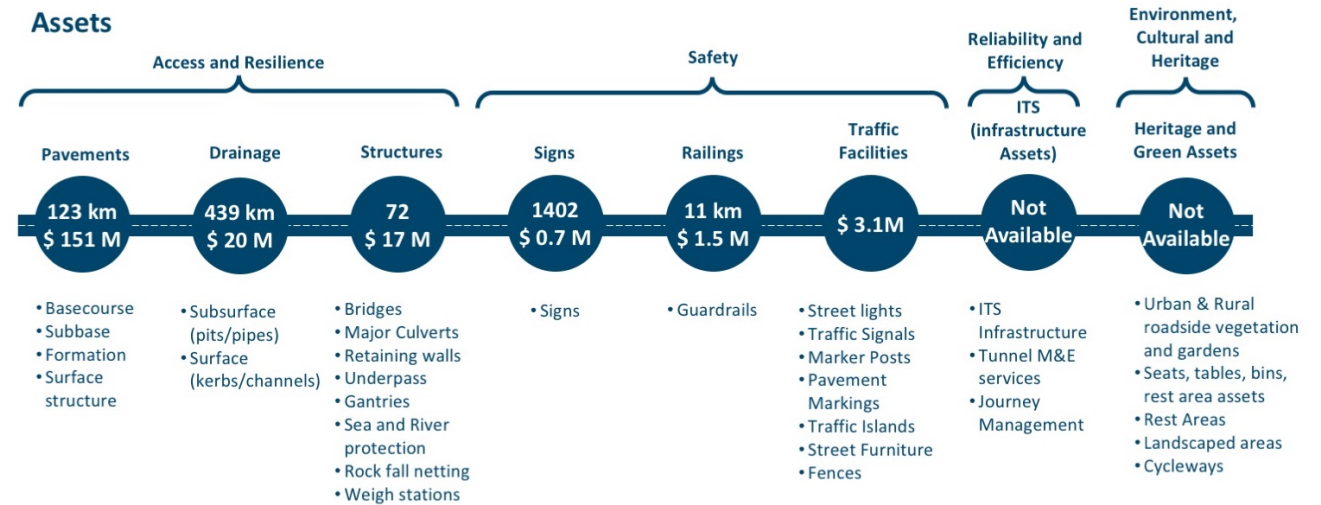 Assets
Access and Resilience
Safety
Reliability and
Efficiency
Environment,
Cultural and
Heritage
Pavements
Drainage
Structures
Signs
Railings
Traffic
Facilities
ITS
(infrastructure
Assets)
Heritage and
Green Assets
123 km
$ 151 M
439 km
$ 20 M
72
$ 17 M
1402
$ 0.7 M
11 km
$ 1.5 M
$ 3.1M
Not
Available
Not
Available
• Basecourse
• Subbase
• Formation
• Surface
structure
• Subsurface
(pits/pipes)
• Surface
(kerbs/channels)
• Bridges
• Major Culverts
• Retaining walls
• Underpass
• Gantries
• Sea and River
protection
• Rock fall netting
• Weigh stations
• Signs
• Guardrails
• Street lights
• Traffic Signals
• Marker Posts
• Pavement
Markings
• Traffic Islands
• Street Furniture
• Fences
• ITS
Infrastructure
• Tunnel M&E
services
• Journey
Management
• Urban & Rural
roadside vegetation
and gardens
• Seats, tables, bins,
rest area assets
• Rest Areas
• Landscaped areas
• Cycleways